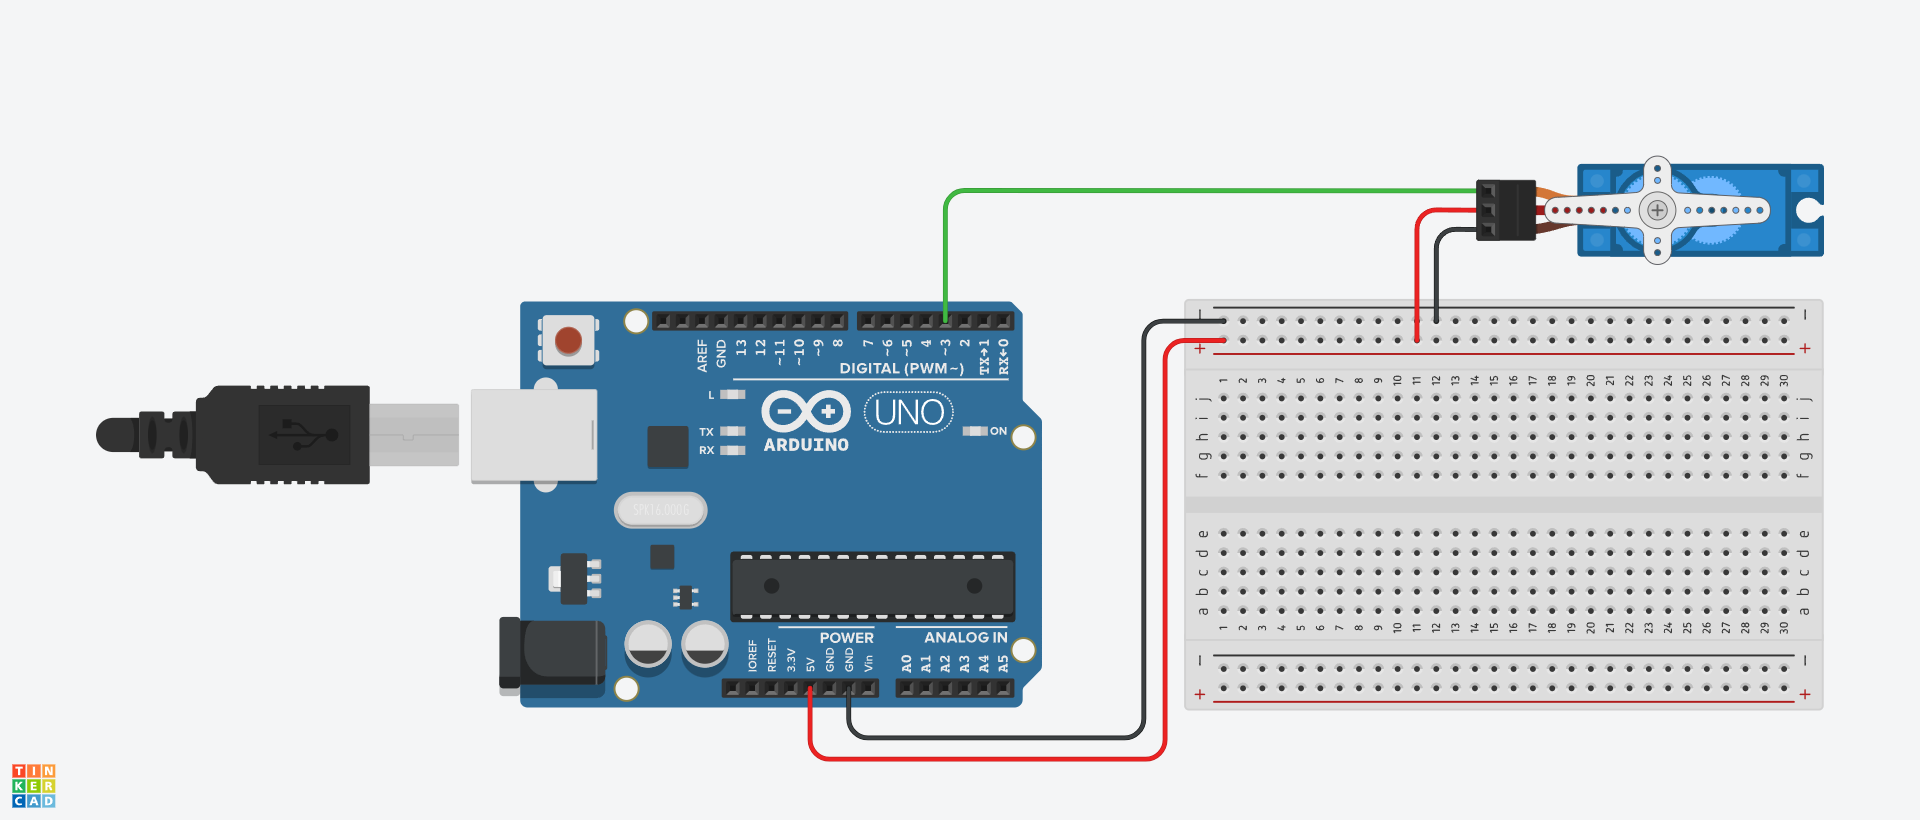 AREF
GND
13
12
~11
~10
~9
8
7
~6
~5
4
~3
2
TX→1
RX←0
DIGITAL (PWM~)
L
TX
RX
ARDUINO
UNO
ON
SPK16.000G
POWER
ANALOG IN
IOREF
RESET
3.3V
5V
GND
GND
Vin
A0
A1
A2
A3
A4
A5
− −
+ +
1 2 3 4 5 6 7 8 9 10 11 12 13 14 15 16 17 18 19 20 21 22 23 24 25 26 27 28 29 30
j j
i i
h h
g g
f f
e e
d d
c c
b b
a a
1 2 3 4 5 6 7 8 9 10 11 12 13 14 15 16 17 18 19 20 21 22 23 24 25 26 27 28 29 30
− −
+ +
TIN
KER
CAD